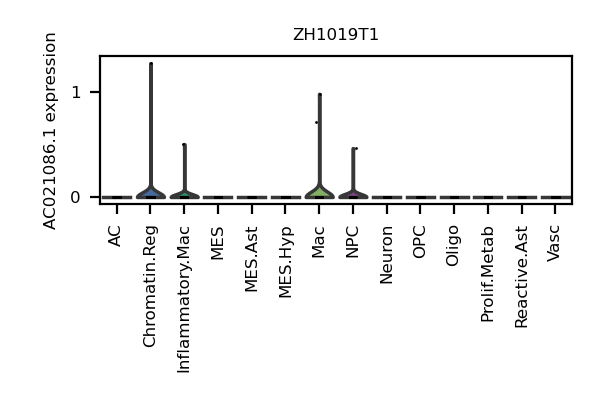 ZH1019T1
AC021086.1 expression
1
0
AC
Chromatin.Reg
Inflammatory.Mac
MES
MES.Ast
MES.Hyp
Mac
NPC
Neuron
OPC
Oligo
Prolif.Metab
Reactive.Ast
Vasc